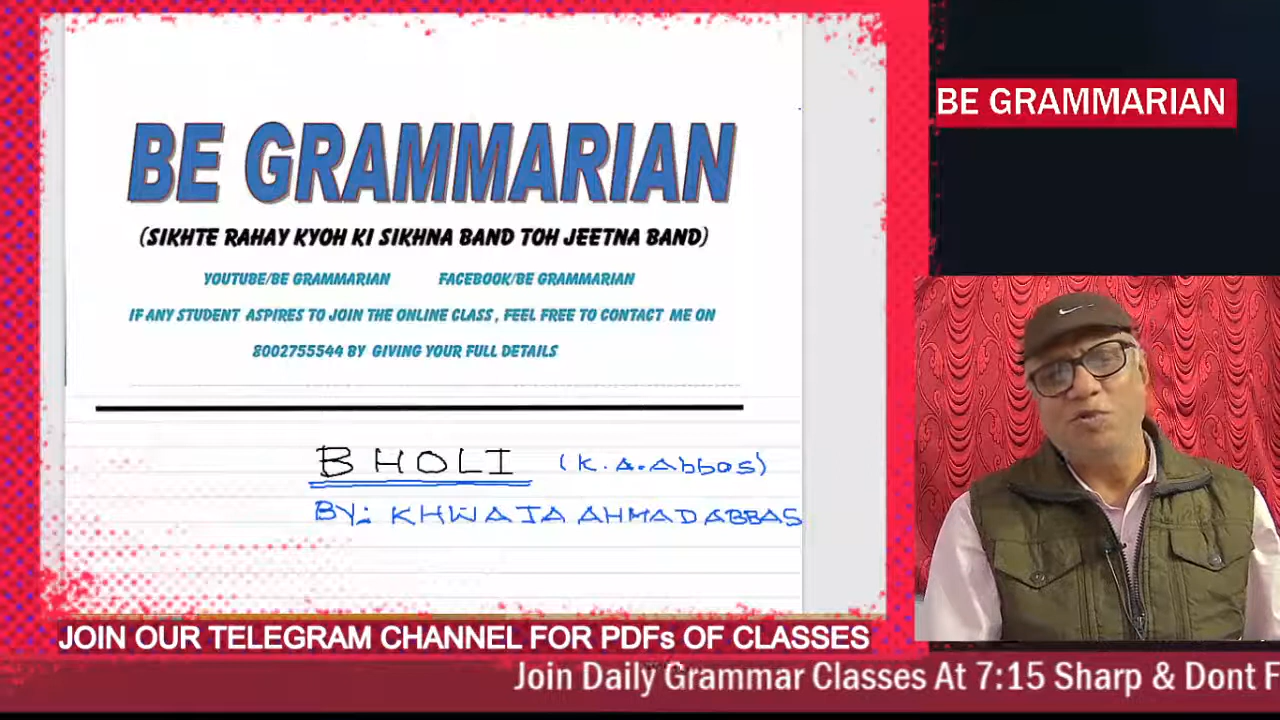 BE GRAMMARIAN
(SIKHTE RAHAY KYOH KI SIKHNA BAND TOH JEETNA BAND)
YOUTUBE/BE GRAMMARIAN FACEBOOK/BE GRAMMARIAN
IF ANY STUDENT ASPIRES TO JOIN THE ONLINE CLASS, FEEL FREE TO CONTACT ME ON
8002755544 BY GIVING YOUR FULL DETAILS
BHOLI (K. A. Abbas)
BY: KHWAJA AHMAD ABBAS
BE GRAMMARIAN
JOIN OUR TELEGRAM CHANNEL FOR PDFs OF CLASSES
Join Daily Grammar Classes At 7:15 Sharp & Dont F